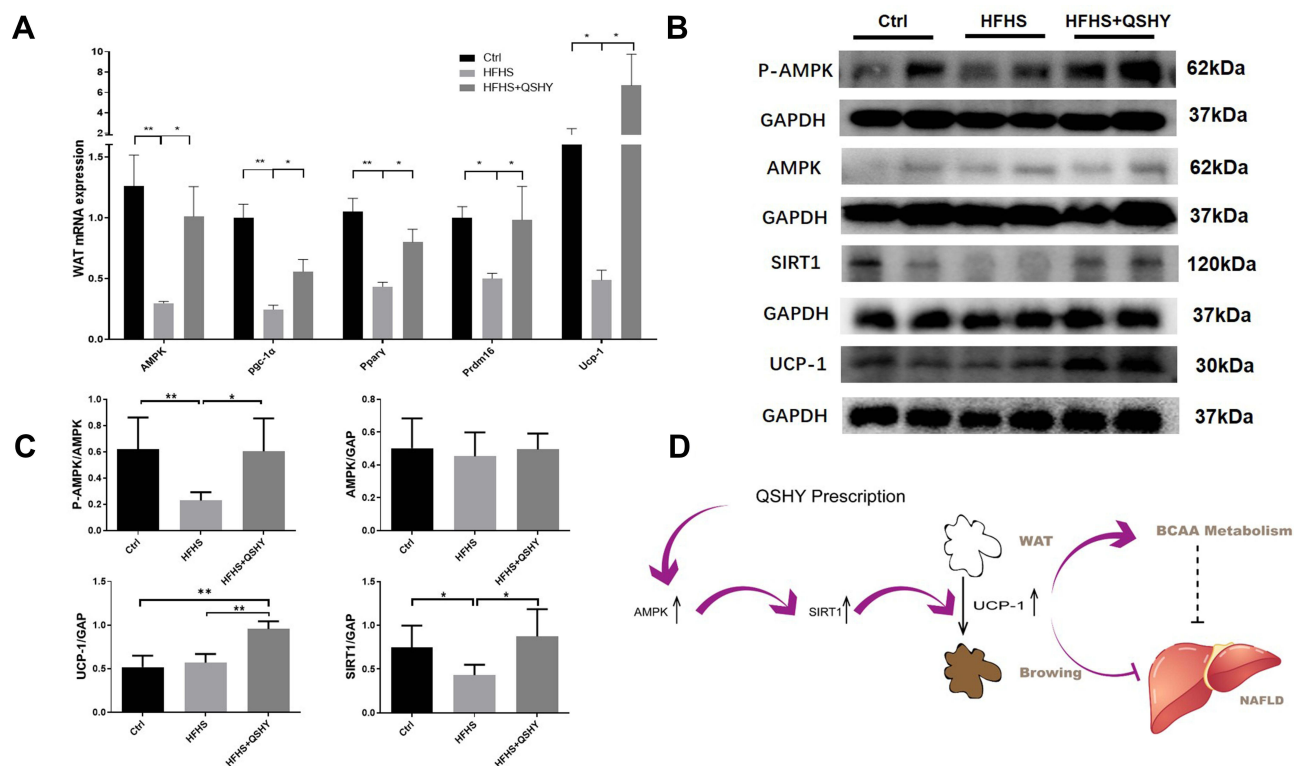 A
Ctrl
HFHS
HFHS+QSHY
WAT mRNA expression
10
8
6
4
2
1.5
1.0
0.5
0.0
** *
** *
** *
* *
* *
AMPK
pgc-1α
Pparγ
Prdm16
Ucp-1
B
Ctrl HFHS HFHS+QSHY
P-AMPK 62kDa
GAPDH 37kDa
AMPK 62kDa
GAPDH 37kDa
SIRT1 120kDa
GAPDH 37kDa
UCP-1 30kDa
GAPDH 37kDa
C
P-AMPK/AMPK
1.0
0.8
0.6
0.4
0.2
0.0
** *
Ctrl
HFHS
HFHS+QSHY
AMPK/GAP
0.8
0.6
0.4
0.2
0.0
Ctrl
HFHS
HFHS+QSHY
UCP-1/GAP
1.5
1.0
0.5
0.0
**
**
Ctrl
HFHS
HFHS+QSHY
SIRT1/GAP
1.5
1.0
0.5
0.0
* *
Ctrl
HFHS
HFHS+QSHY
D
QSHY Prescription
WAT
BCAA Metabolism
AMPK
SIRT1
UCP-1
Browing
NAFLD